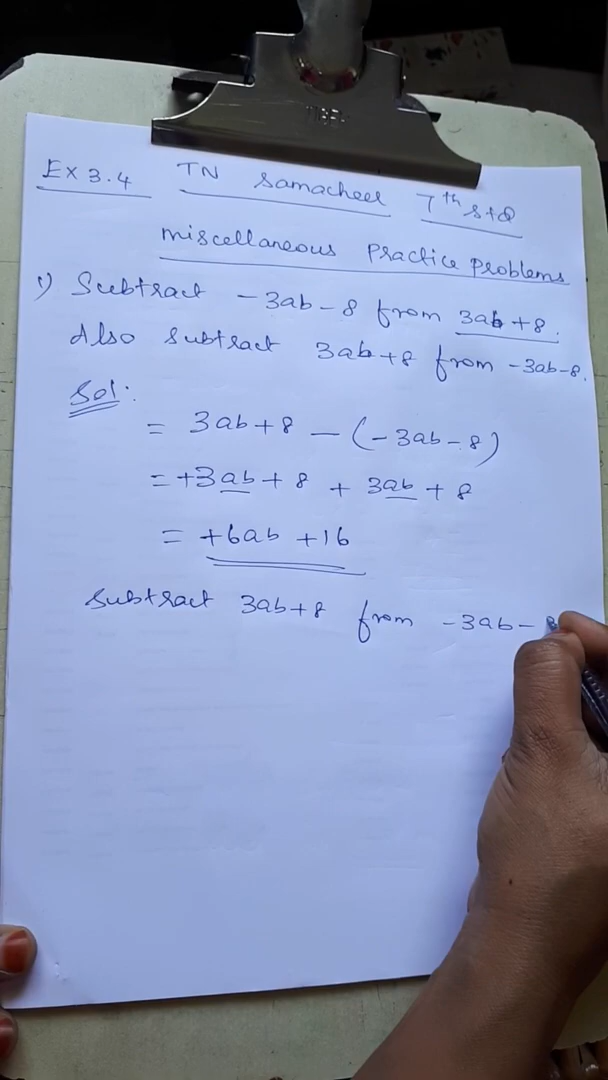 Ex 3.4 TN Samacheer 7th std
miscellaneous Practice Problems
1) Subtract -3ab-8 from 3ab+8.
Also subtract 3ab+8 from -3ab-8.
Sol:
= 3ab+8 - (-3ab-8)
= +3ab+8 + 3ab+8
= +6ab +16
Subtract 3ab+8 from -3ab-8